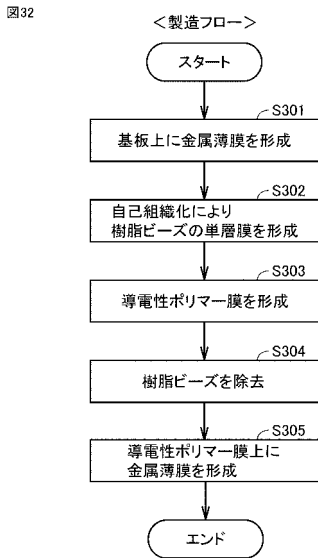 図32
＜製造フロー＞
スタート
S301
基板上に金属薄膜を形成
S302
自己組織化により
樹脂ビーズの単層膜を形成
S303
導電性ポリマー膜を形成
S304
樹脂ビーズを除去
S305
導電性ポリマー膜上に
金属薄膜を形成
エンド